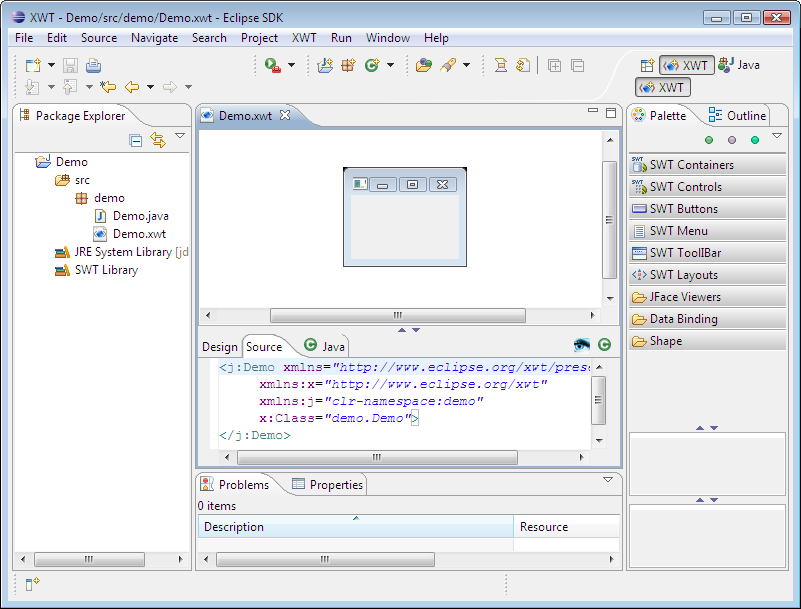 XWT - Demo/src/demo/Demo.xwt - Eclipse SDK
File Edit Source Navigate Search Project XWT Run Window Help
XWT Java
XWT
Package Explorer
Demo
src
demo
Demo.java
Demo.xwt
JRE System Library [jd
SWT Library
Demo.xwt
Design Source Java
<j:Demo xmlns="http://www.eclipse.org/xwt/prese
xmlns:x="http://www.eclipse.org/xwt"
xmlns:j="clr-namespace:demo"
x:Class="demo.Demo">
</j:Demo>
Problems Properties
0 items
Description Resource
Palette Outline
SWT Containers
SWT Controls
SWT Buttons
SWT Menu
SWT ToolIBar
SWT Layouts
JFace Viewers
Data Binding
Shape